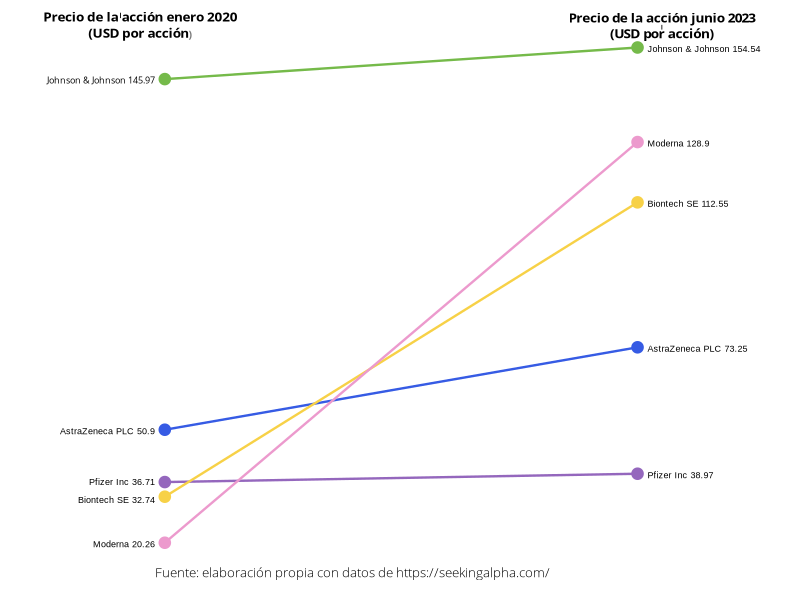 Precio de la acción enero 2020
(USD por acción)
Precio de la acción junio 2023
(USD por acción)
Johnson & Johnson 154.54
Johnson & Johnson 145.97
Moderna 128.9
Biontech SE 112.55
AstraZeneca PLC 73.25
AstraZeneca PLC 50.9
Pfizer Inc 38.97
Pfizer Inc 36.71
Biontech SE 32.74
Moderna 20.26
Fuente: elaboración propia con datos de https://seekingalpha.com/